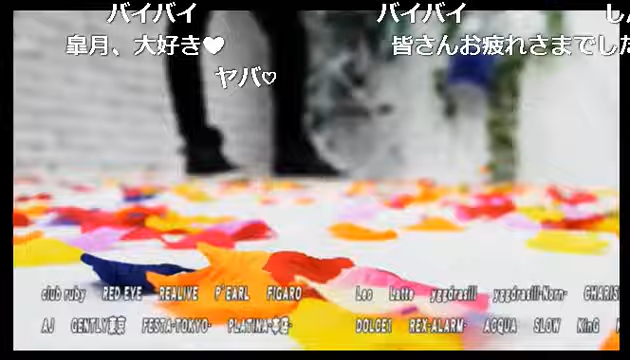 バイバイ バイバイ
皐月、大好き♥ 皆さんお疲れさまでした
ヤバ♡
club ruby RED EYE REALIVE P'EARL FIGARO Leo Latte yggdrasill yggdrasill-Norn- CHARIS
AJ GENTLY東京 FESTA-TOKYO- PLATINA-本店- DOLCE1 REX-ALARM- ACQUA SLOW KinG